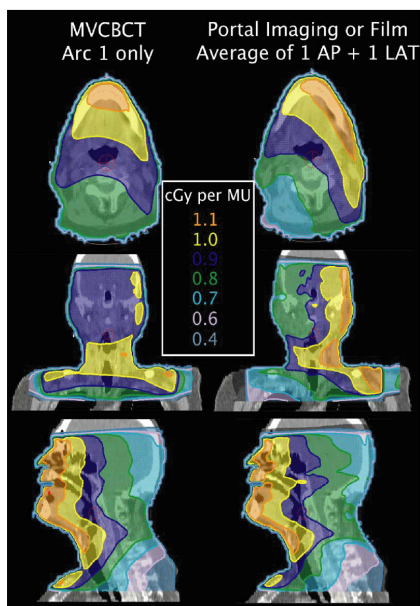 MVCBCT
Arc 1 only
Portal Imaging or Film
Average of 1 AP + 1 LAT
cGy per MU
1.1
1.0
0.9
0.8
0.7
0.6
0.4